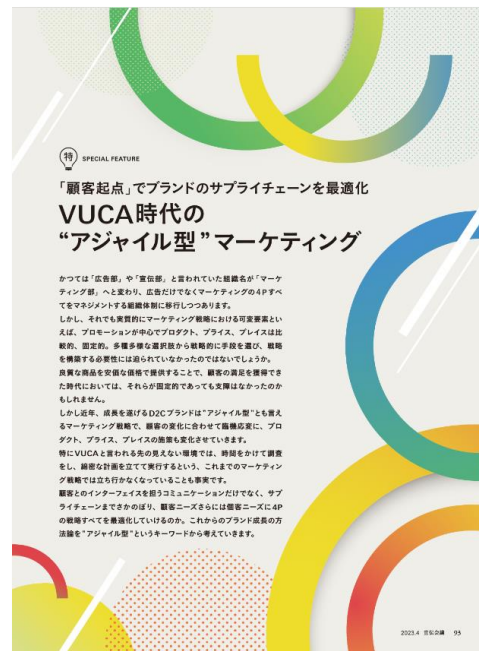 特 SPECIAL FEATURE
「顧客起点」でブランドのサプライチェーンを最適化
VUCA時代の
“アジャイル型”マーケティング
かつては「広告部」や「宣伝部」と言われていた組織名が「マーケ
ティング部」へと変わり、広告だけでなくマーケティングの4Pすべ
てをマネジメントする組織体制に移行しつつあります。
しかし、それでも実質的にマーケティング戦略における可変要素とい
えば、プロモーションが中心でプロダクト、プライス、プレイスは比
較的、固定的。多種多様な選択肢から戦略的に手段を選び、戦略
を構築する必要性には迫られていなかったのではないでしょうか。
良質な商品を安価な価格で提供することで、顧客の満足を獲得でき
た時代においては、それらが固定的であっても支障はなかったのか
もしれません。
しかし近年、成長を遂げるD2Cブランドは“アジャイル型”とも言え
るマーケティング戦略で、顧客の変化に合わせて臨機応変に、プロ
ダクト、プライス、プレイスの施策も変化させていきます。
特にVUCAと言われる先の見えない環境では、時間をかけて調査
をし、綿密な計画を立てて実行するという、これまでのマーケティン
グ戦略では立ち行かなくなっていることも事実です。
顧客とのインターフェイスを担うコミュニケーションだけでなく、サプ
ライチェーンまでさかのぼり、顧客ニーズさらには個客ニーズに4P
の戦略すべてを最適化していけるのか。これからのブランド成長の方
法論を“アジャイル型”というキーワードから考えていきます。
2023.4 宣伝会議 93